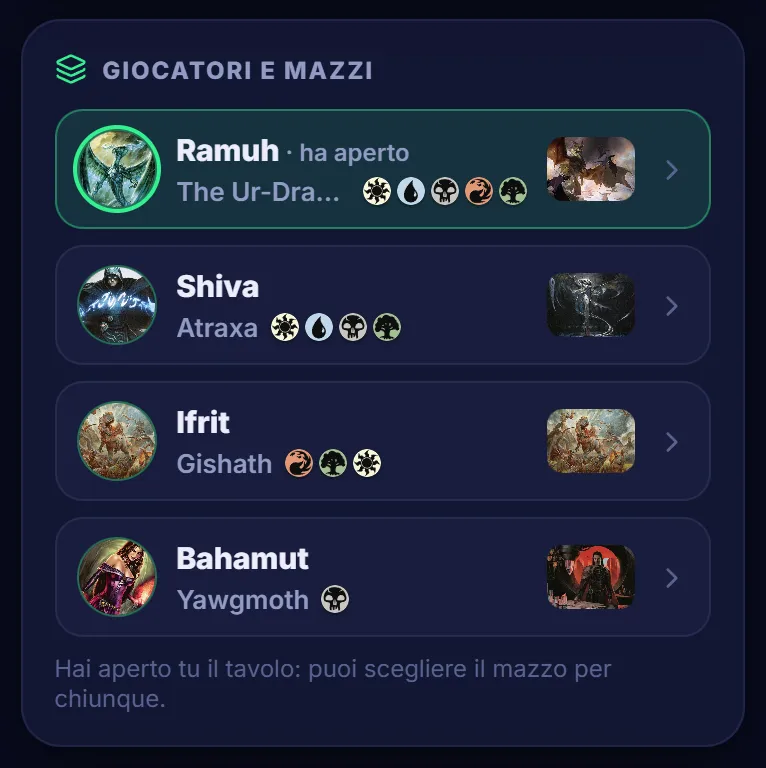 GIOCATORI E MAZZI
Ramuh · ha aperto
The Ur-Dra...
Shiva
Atraxa
Ifrit
Gishath
Bahamut
Yawgmoth
Hai aperto tu il tavolo: puoi scegliere il mazzo per
chiunque.